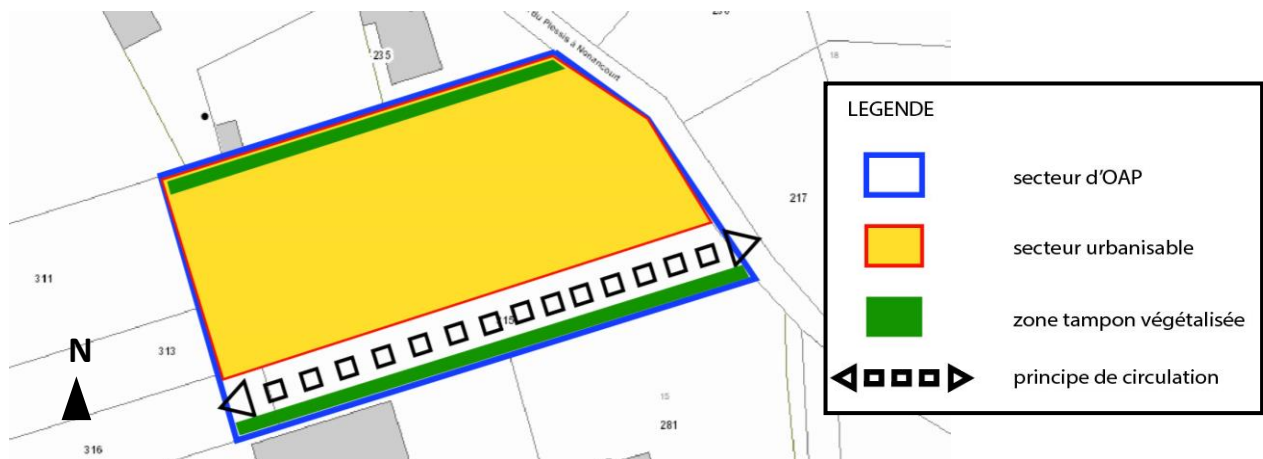 235
du Plessis à Nonancourt
18
217
311
313
316
N
15
281
LEGENDE
secteur d'OAP
secteur urbanisable
zone tampon végétalisée
principe de circulation